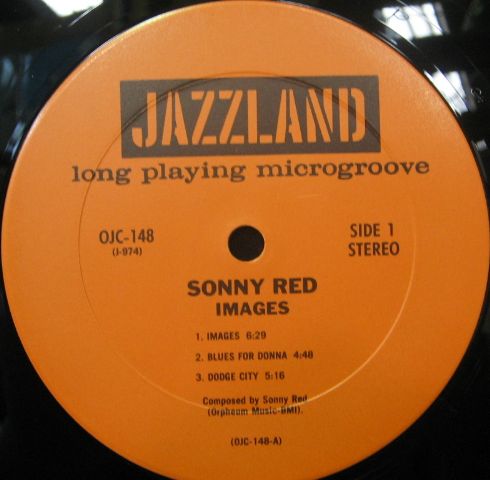 JAZZLAND
long playing microgroove
OJC-148
(J-974)
SIDE 1
STEREO
SONNY RED
IMAGES
1. IMAGES 6:29
2. BLUES FOR DONNA 4:48
3. DODGE CITY 5:16
Composed by Sonny Red
(Orpheum Music-BMI).
(OJC-148-A)